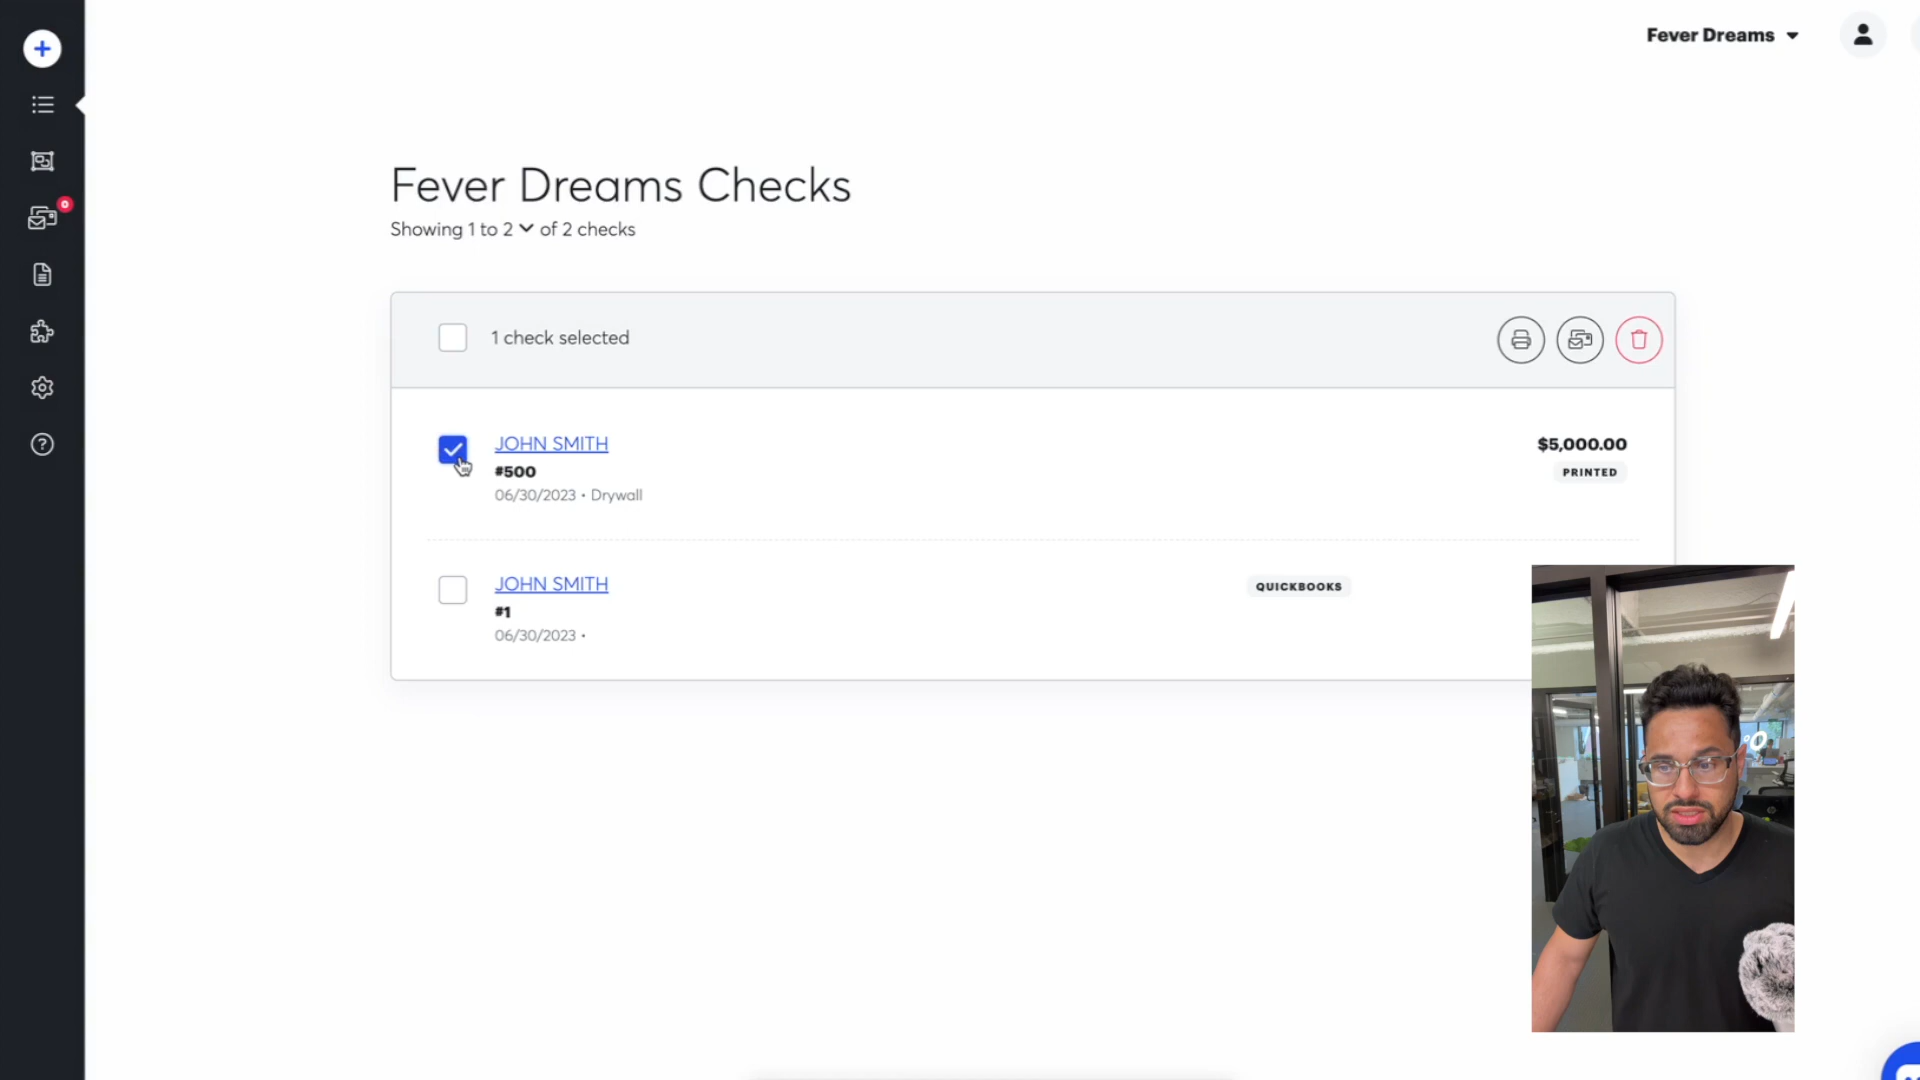 Fever Dreams
Fever Dreams Checks
Showing 1 to 2 of 2 checks
1 check selected
JOHN SMITH
$5,000.00
#500
PRINTED
06/30/2023 • Drywall
JOHN SMITH
QUICKBOOKS
#1
06/30/2023 •